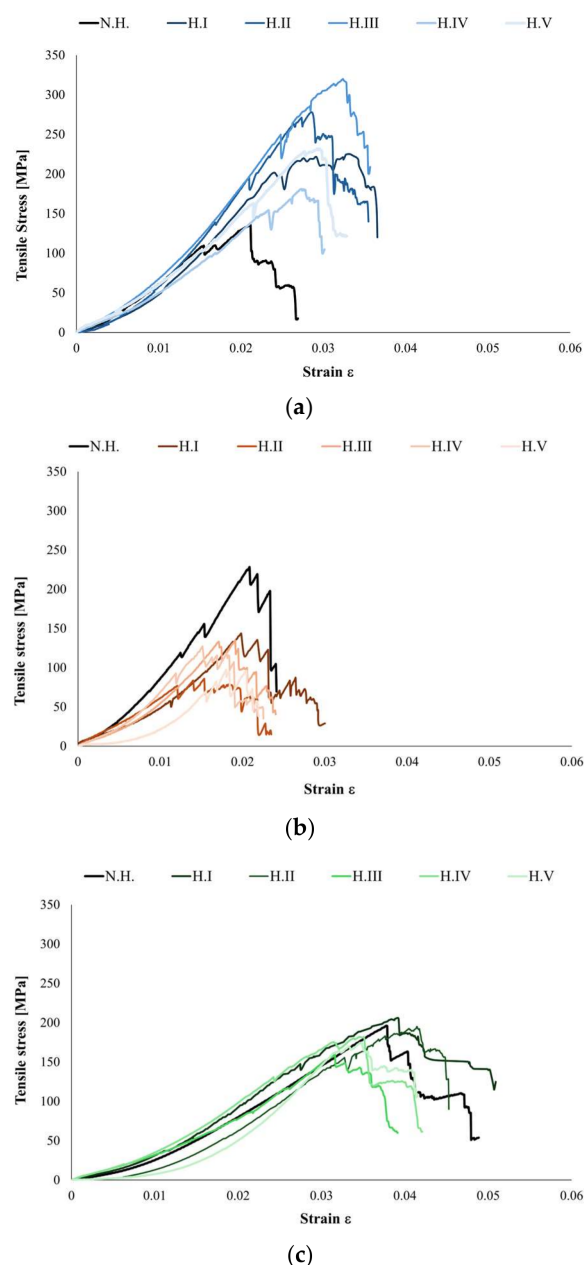 N.H. H.I H.II H.III H.IV H.V
350
300
250
200
150
100
50
0
Tensile Stress [MPa]
0 0.01 0.02 0.03 0.04 0.05 0.06
Strain ε
(a)
N.H. H.I H.II H.III H.IV H.V
350
300
250
200
150
100
50
0
Tensile stress [MPa]
0 0.01 0.02 0.03 0.04 0.05 0.06
Strain ε
(b)
N.H. H.I H.II H.III H.IV H.V
350
300
250
200
150
100
50
0
Tensile stress [MPa]
0 0.01 0.02 0.03 0.04 0.05 0.06
Strain ε
(c)